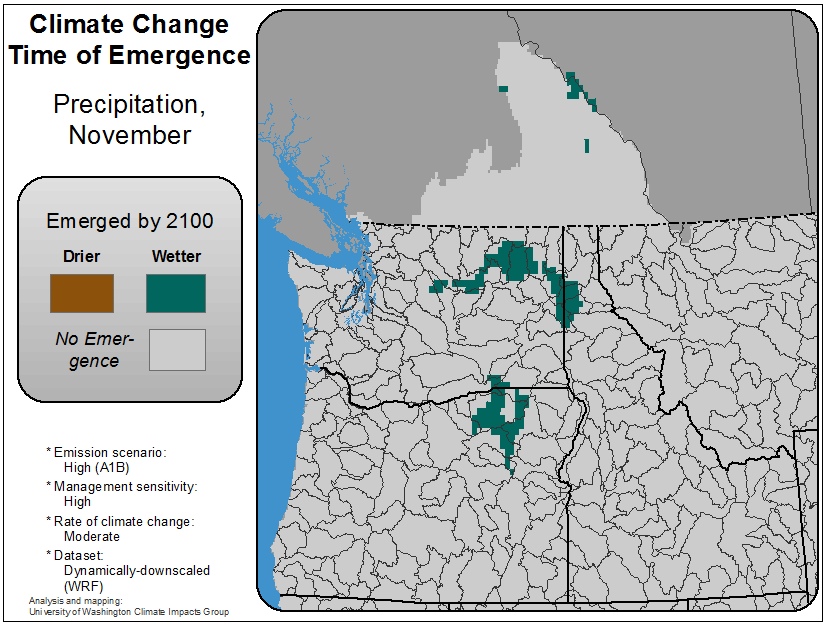 Climate Change
Time of Emergence
Precipitation,
November
Emerged by 2100
Drier Wetter
No Emer-
gence
* Emission scenario:
High (A1B)
* Management sensitivity:
High
* Rate of climate change:
Moderate
* Dataset:
Dynamically-downscaled
(WRF)
Analysis and mapping:
University of Washington Climate Impacts Group